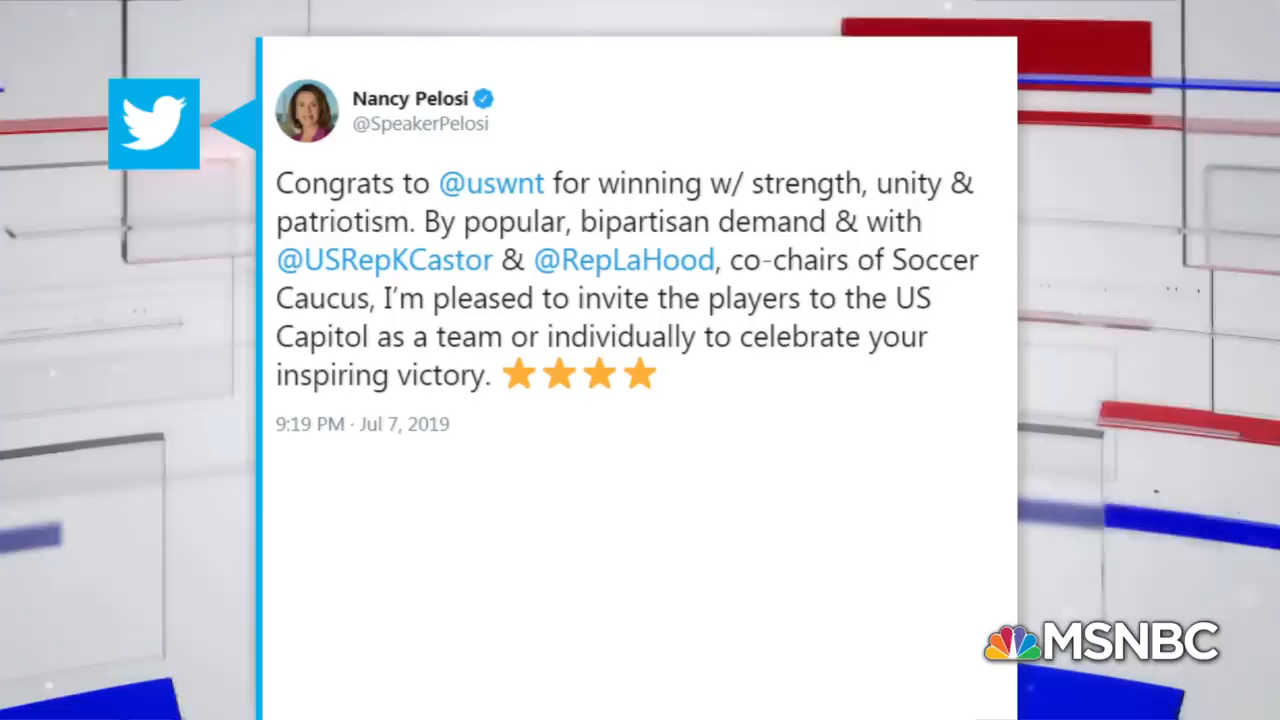 Nancy Pelosi
@SpeakerPelosi
Congrats to @uswnt for winning w/ strength, unity &
patriotism. By popular, bipartisan demand & with
@USRepKCastor & @RepLaHood, co-chairs of Soccer
Caucus, I'm pleased to invite the players to the US
Capitol as a team or individually to celebrate your
inspiring victory. ⭐⭐⭐⭐
9:19 PM · Jul 7, 2019
MSNBC